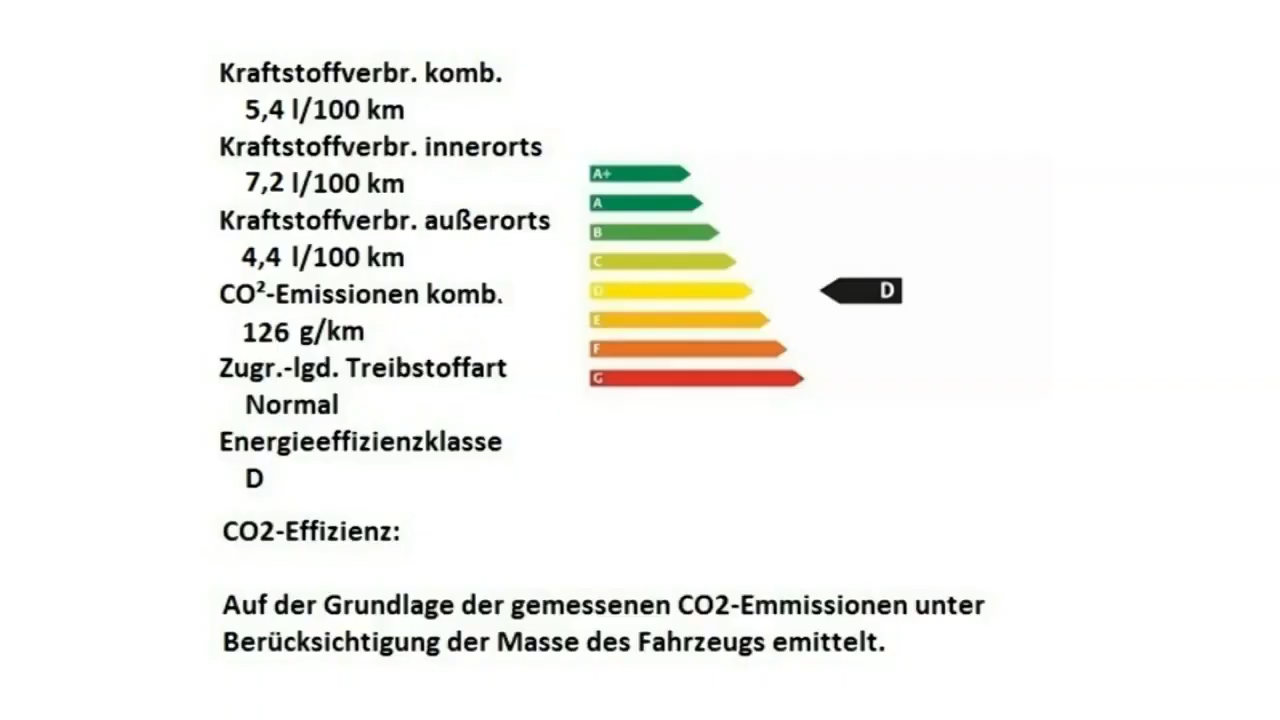 Kraftstoffverbr. komb.
5,4 l/100 km
Kraftstoffverbr. innerorts
7,2 l/100 km
Kraftstoffverbr. außerorts
4,4 l/100 km
CO²-Emissionen komb.
126 g/km
Zugr.-lgd. Treibstoffart
Normal
Energieeffizienzklasse
D
A+
A
B
C
D
D
E
F
G
CO2-Effizienz:
Auf der Grundlage der gemessenen CO2-Emmissionen unter
Berücksichtigung der Masse des Fahrzeugs emittelt.